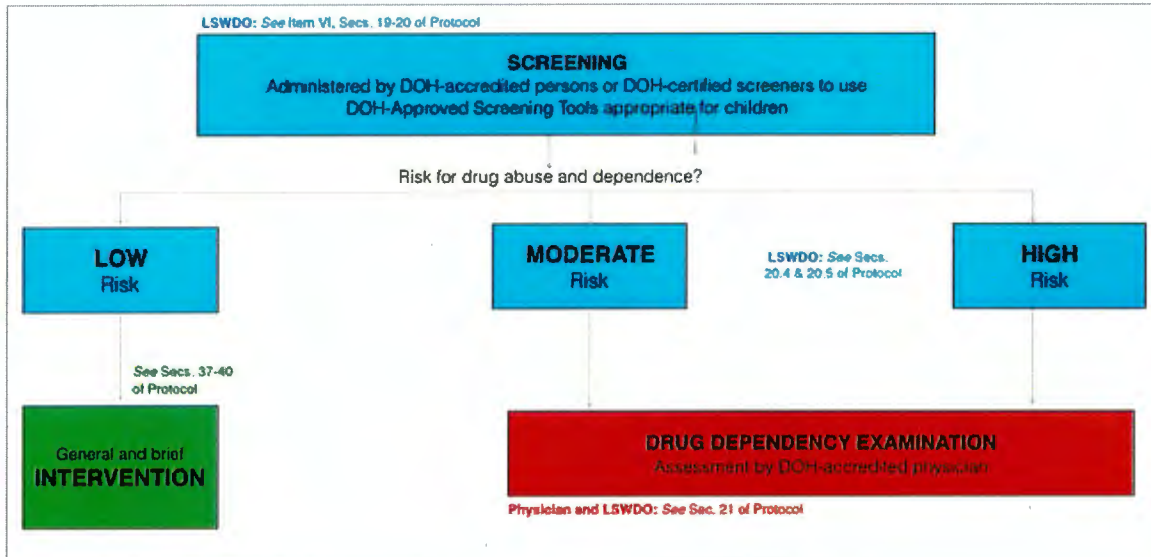 LSWDO: See Item VI, Secs. 19-20 of Protocol
SCREENING
Administered by DOH-accredited persons or DOH-certified screeners to use
DOH-Approved Screening Tools appropriate for children
Risk for drug abuse and dependence?
LOW
Risk
MODERATE
Risk
LSWDO: See Secs.
20.4 & 20.5 of Protocol
HIGH
Risk
See Secs. 37-40
of Protocol
General and brief
INTERVENTION
DRUG DEPENDENCY EXAMINATION
Assessment by DOH-accredited physician
Physician and LSWDO: See Sec. 21 of Protocol